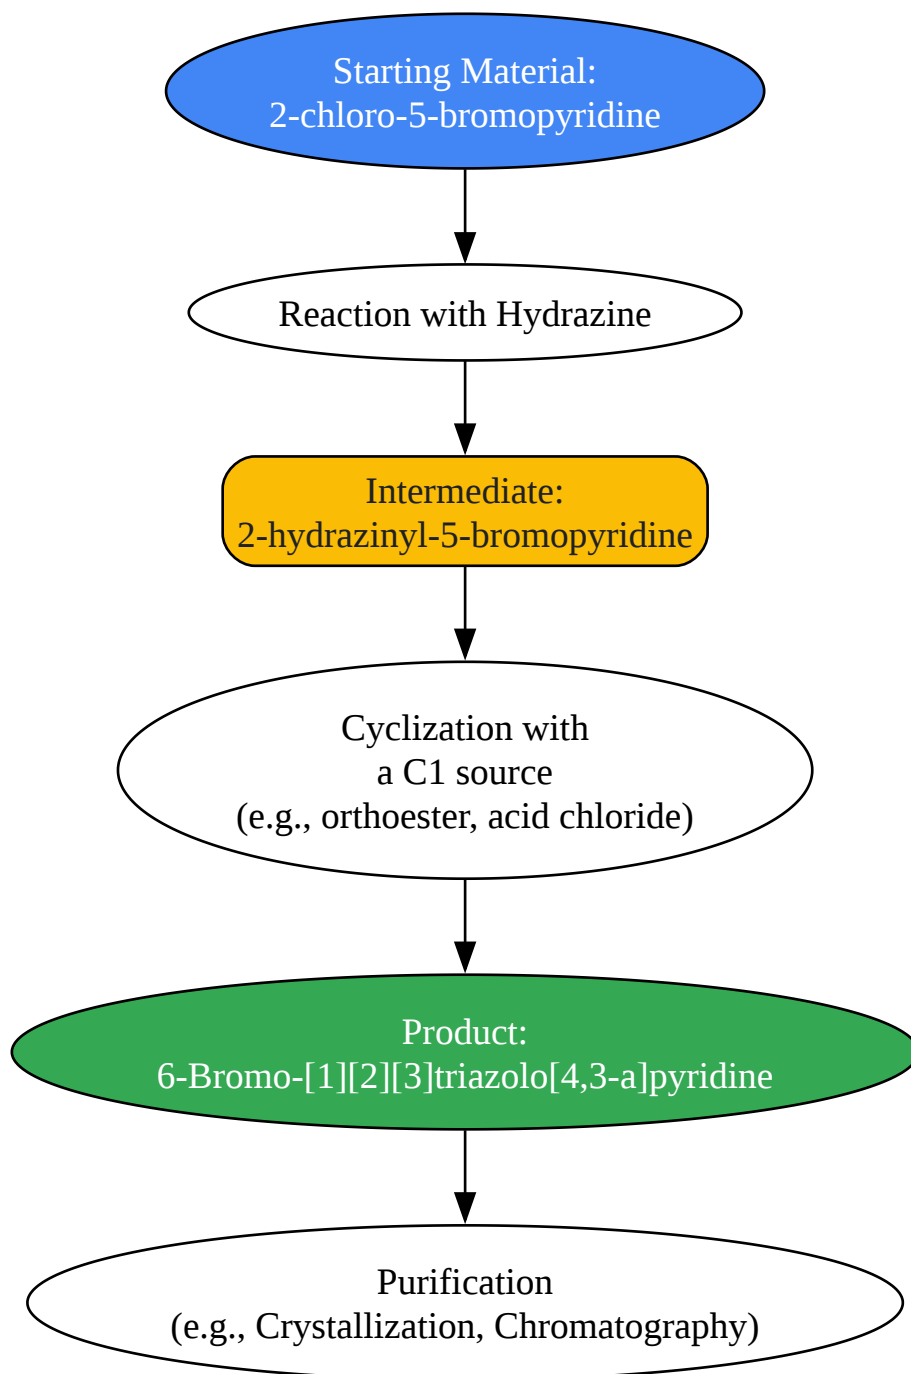 Starting Material:
2-chloro-5-bromopyridine
Reaction with Hydrazine
Intermediate:
2-hydrazinyl-5-bromopyridine
Cyclization with
a C1 source
(e.g., orthoester, acid chloride)
Product:
6-Bromo-[1][2][3]triazolo[4,3-a]pyridine
Purification
(e.g., Crystallization, Chromatography)